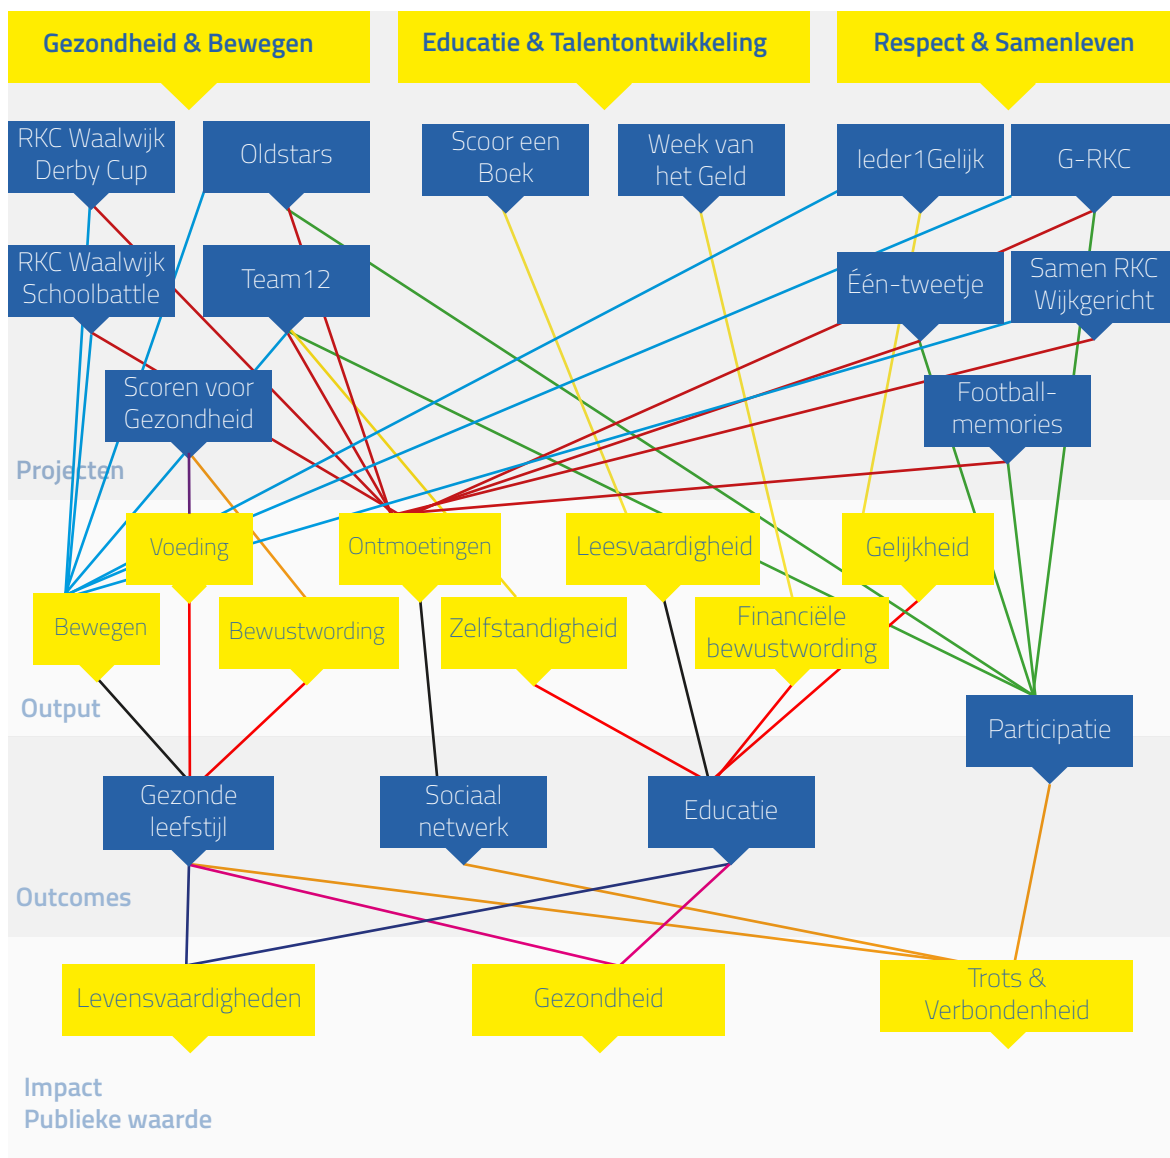 Gezondheid & Bewegen
Educatie & Talentontwikkeling
Respect & Samenleven
RKC Waalwijk
Derby Cup
Oldstars
Scoor een
Boek
Week van
het Geld
Ieder1Gelijk
G-RKC
RKC Waalwijk
Schoolbattle
Team12
Één-tweetje
Samen RKC
Wijkgericht
Scoren voor
Gezondheid
Football-
memories
Projecten
Voeding
Ontmoetingen
Leesvaardigheid
Gelijkheid
Bewegen
Bewustwording
Zelfstandigheid
Financiële
bewustwording
Output
Participatie
Gezonde
leefstijl
Sociaal
netwerk
Educatie
Outcomes
Levensvaardigheden
Gezondheid
Trots &
Verbondenheid
Impact
Publieke waarde